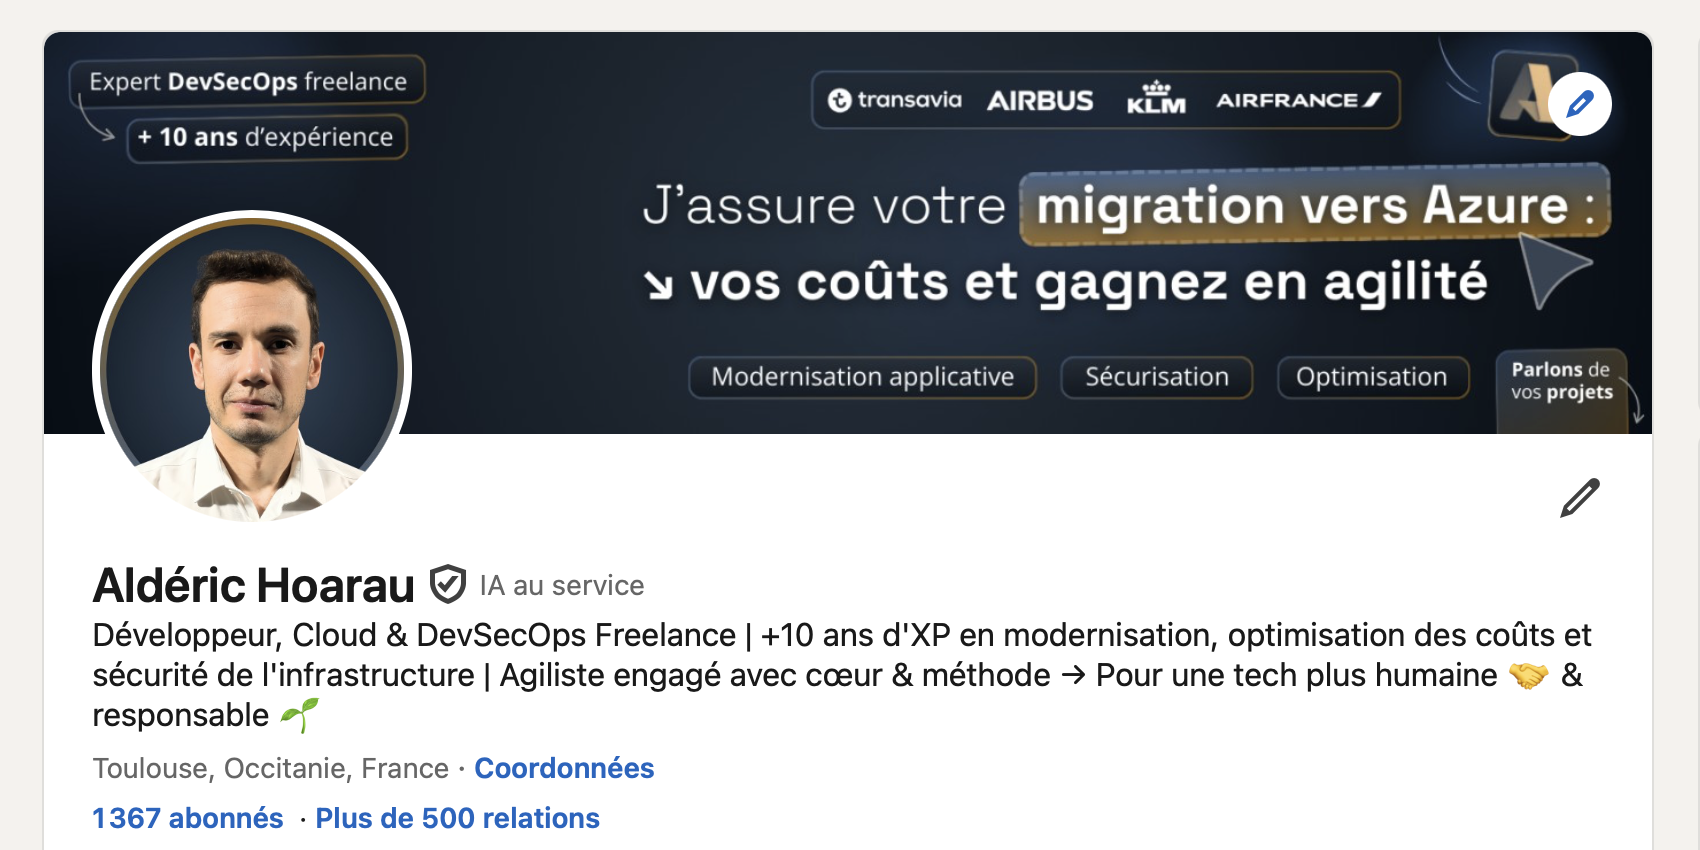 Expert DevSecOps freelance
+ 10 ans d’expérience
transavia AIRBUS KLM AIRFRANCE
A
J’assure votre migration vers Azure :
↘ vos coûts et gagnez en agilité
Modernisation applicative
Sécurisation
Optimisation
Parlons de
vos projets
Aldéric Hoarau IA au service
Développeur, Cloud & DevSecOps Freelance | +10 ans d'XP en modernisation, optimisation des coûts et
sécurité de l'infrastructure | Agiliste engagé avec cœur & méthode → Pour une tech plus humaine 🤝 &
responsable 🌱
Toulouse, Occitanie, France · Coordonnées
1 367 abonnés · Plus de 500 relations